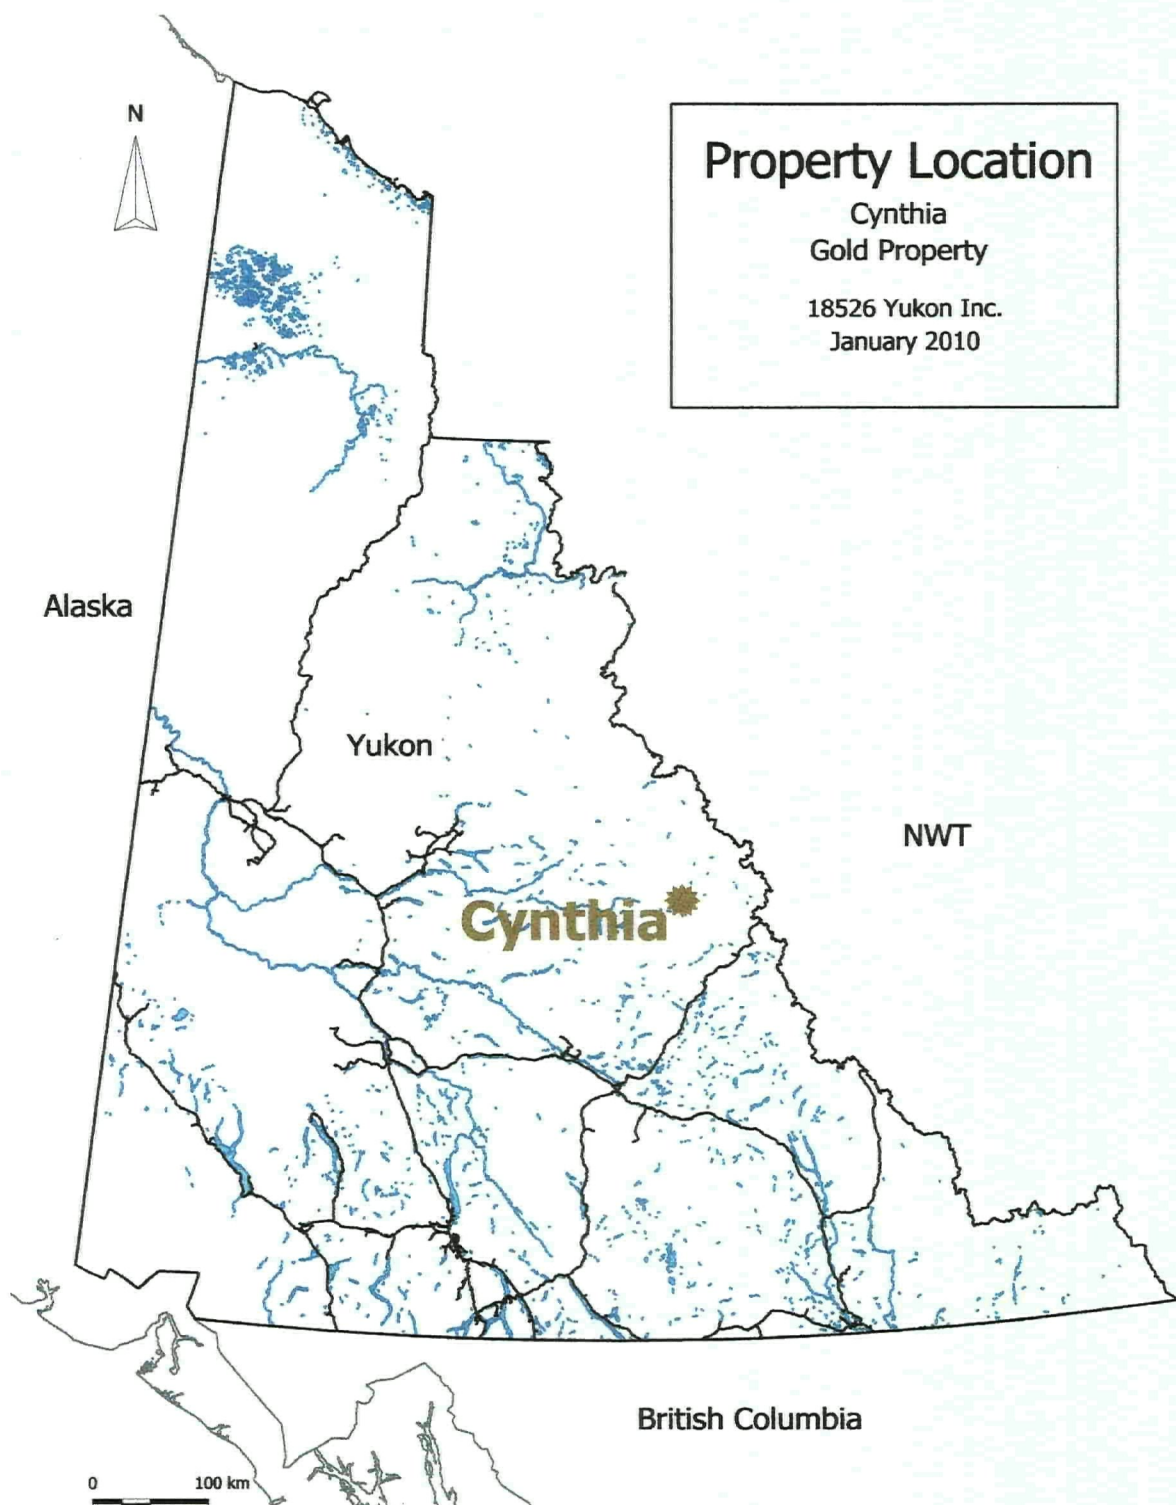 N
Property Location
Cynthia
Gold Property
18526 Yukon Inc.
January 2010
Alaska
Yukon
NWT
Cynthia
British Columbia
0 100 km